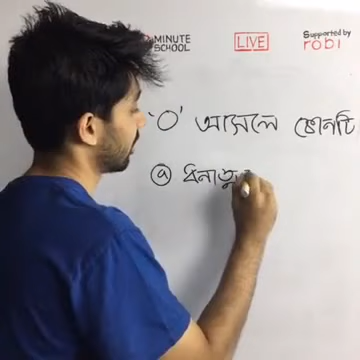 MINUTE SCHOOL
LIVE
Supported by
robi
'0' আসলে কোনটি
ⓐ ধনাত্ম